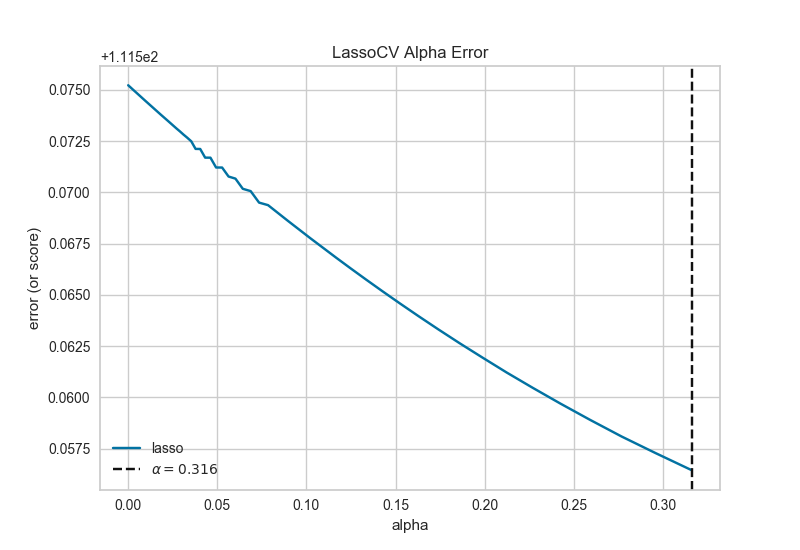 LassoCV Alpha Error
+1.115e2
0.0750
0.0725
0.0700
0.0675
0.0650
0.0625
0.0600
0.0575
error (or score)
lasso
α = 0.316
0.00 0.05 0.10 0.15 0.20 0.25 0.30
alpha